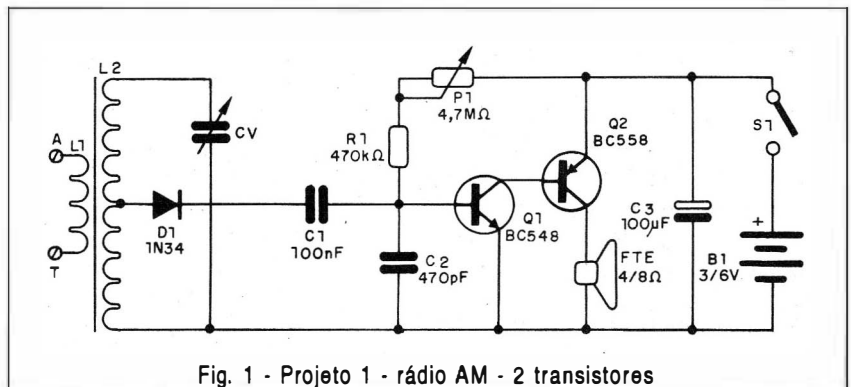 L2
A
L1
T
CV
D1
1N34
C1
100nF
P1
4,7MΩ
R1
470kΩ
C2
470pF
Q1
BC548
Q2
BC558
FTE
4/8Ω
C3
100µF
S1
+
B1
3/6V
Fig. 1 - Projeto 1 - rádio AM - 2 transistores